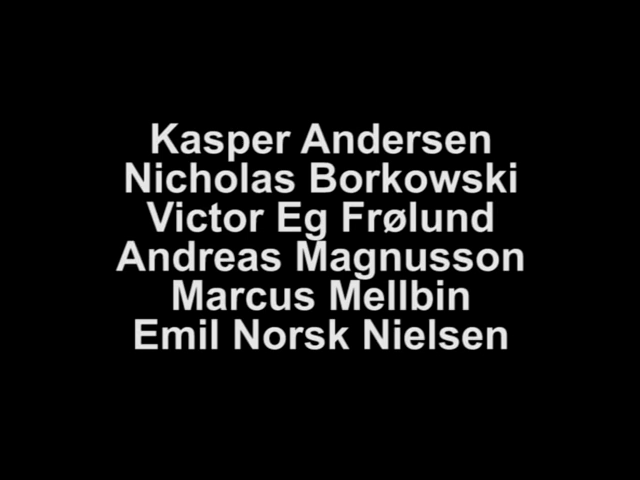 Kasper Andersen
Nicholas Borkowski
Victor Eg Frølund
Andreas Magnusson
Marcus Mellbin
Emil Norsk Nielsen